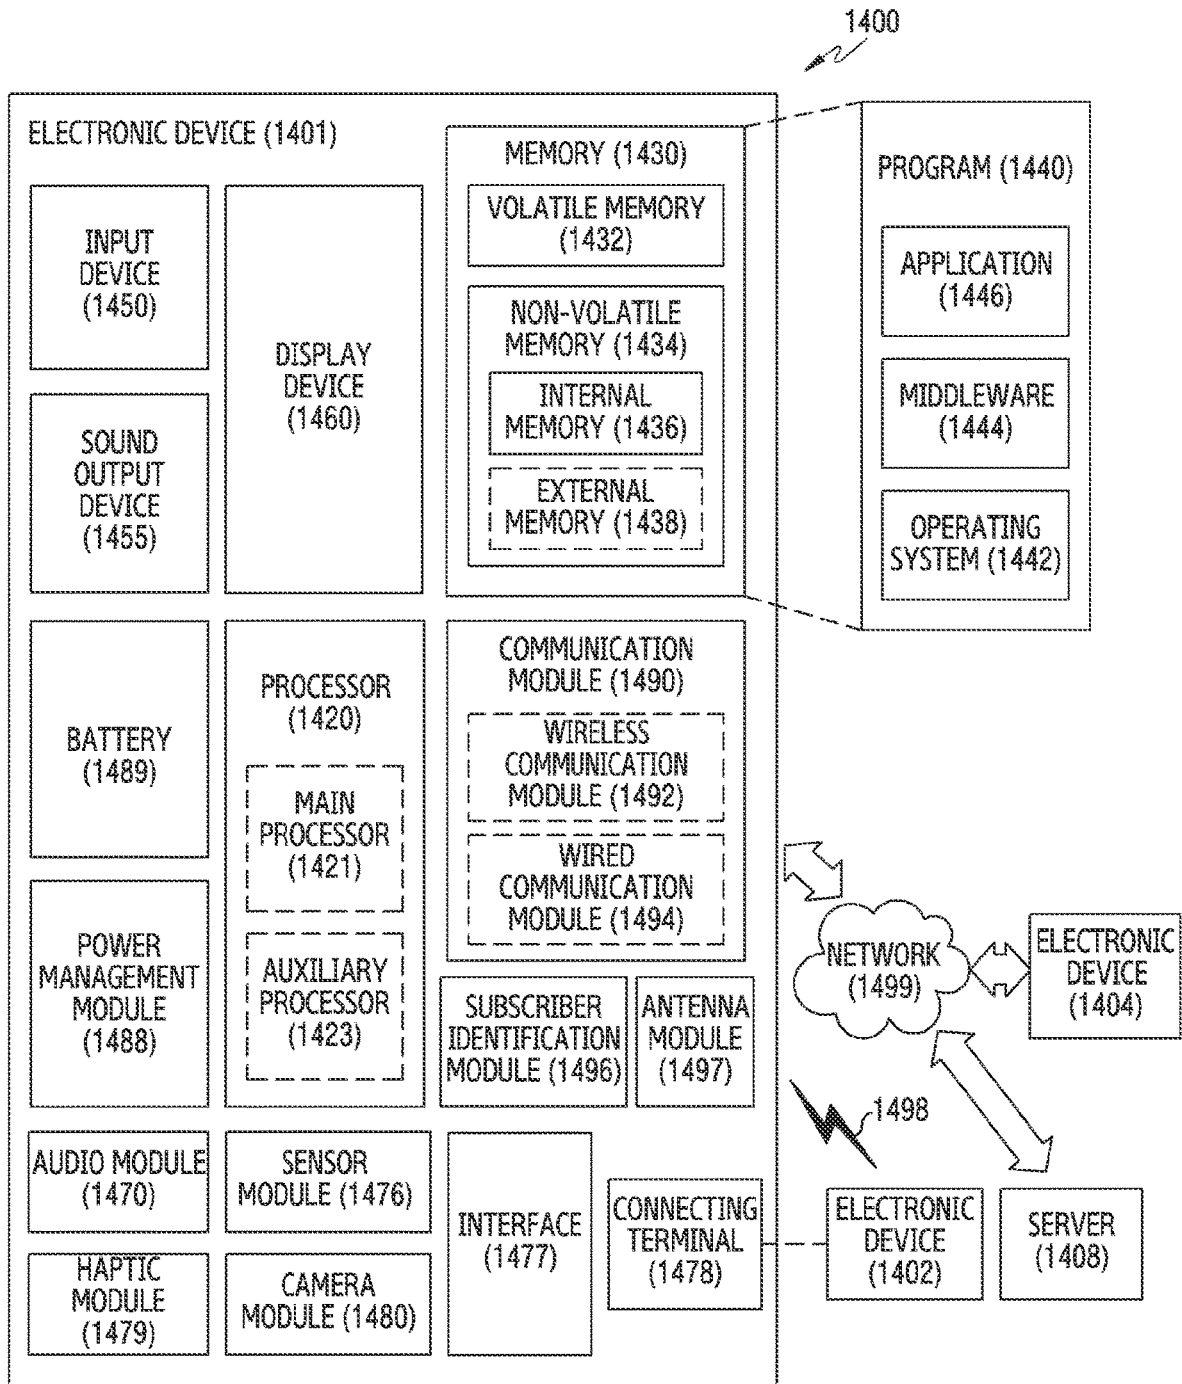 1400
ELECTRONIC DEVICE (1401)
INPUT
DEVICE
(1450)
SOUND
OUTPUT
DEVICE
(1455)
DISPLAY
DEVICE
(1460)
MEMORY (1430)
VOLATILE MEMORY
(1432)
NON-VOLATILE
MEMORY (1434)
INTERNAL
MEMORY (1436)
EXTERNAL
MEMORY (1438)
PROGRAM (1440)
APPLICATION
(1446)
MIDDLEWARE
(1444)
OPERATING
SYSTEM (1442)
BATTERY
(1489)
POWER
MANAGEMENT
MODULE
(1488)
PROCESSOR
(1420)
MAIN
PROCESSOR
(1421)
AUXILIARY
PROCESSOR
(1423)
COMMUNICATION
MODULE (1490)
WIRELESS
COMMUNICATION
MODULE (1492)
WIRED
COMMUNICATION
MODULE (1494)
SUBSCRIBER
IDENTIFICATION
MODULE (1496)
ANTENNA
MODULE
(1497)
NETWORK
(1499)
ELECTRONIC
DEVICE
(1404)
1498
AUDIO MODULE
(1470)
SENSOR
MODULE (1476)
HAPTIC
MODULE
(1479)
CAMERA
MODULE (1480)
INTERFACE
(1477)
CONNECTING
TERMINAL
(1478)
ELECTRONIC
DEVICE
(1402)
SERVER
(1408)